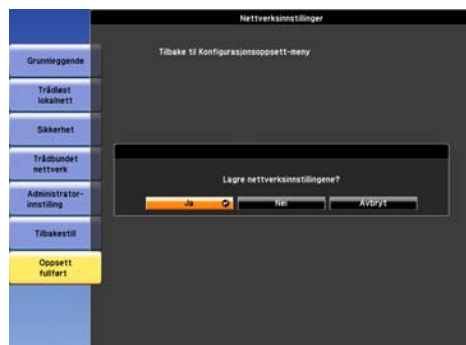 Nettverksinnstillinger
Tilbake til Konfigurasjonsoppsett-meny
Grunnleggende
Trådløst
lokalnett
Sikkerhet
Trådbundet
nettverk
Administrator-
innstilling
Tilbakestill
Oppsett
fullført
Lagre nettverksinnstillingene?
Ja
Nei
Avbryt